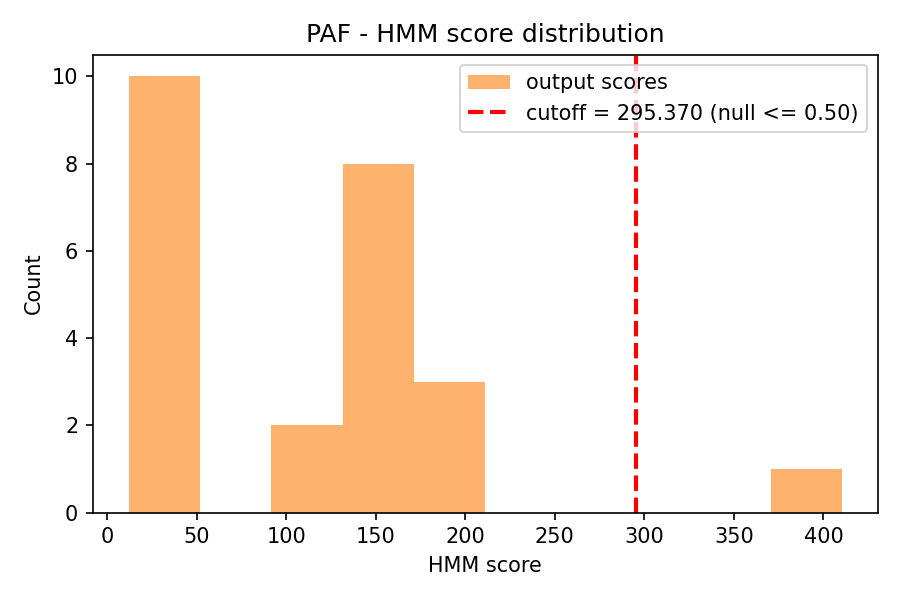 PAF - HMM score distribution
output scores
cutoff = 295.370 (null <= 0.50)
10
8
6
4
2
0
Count
0 50 100 150 200 250 300 350 400
HMM score